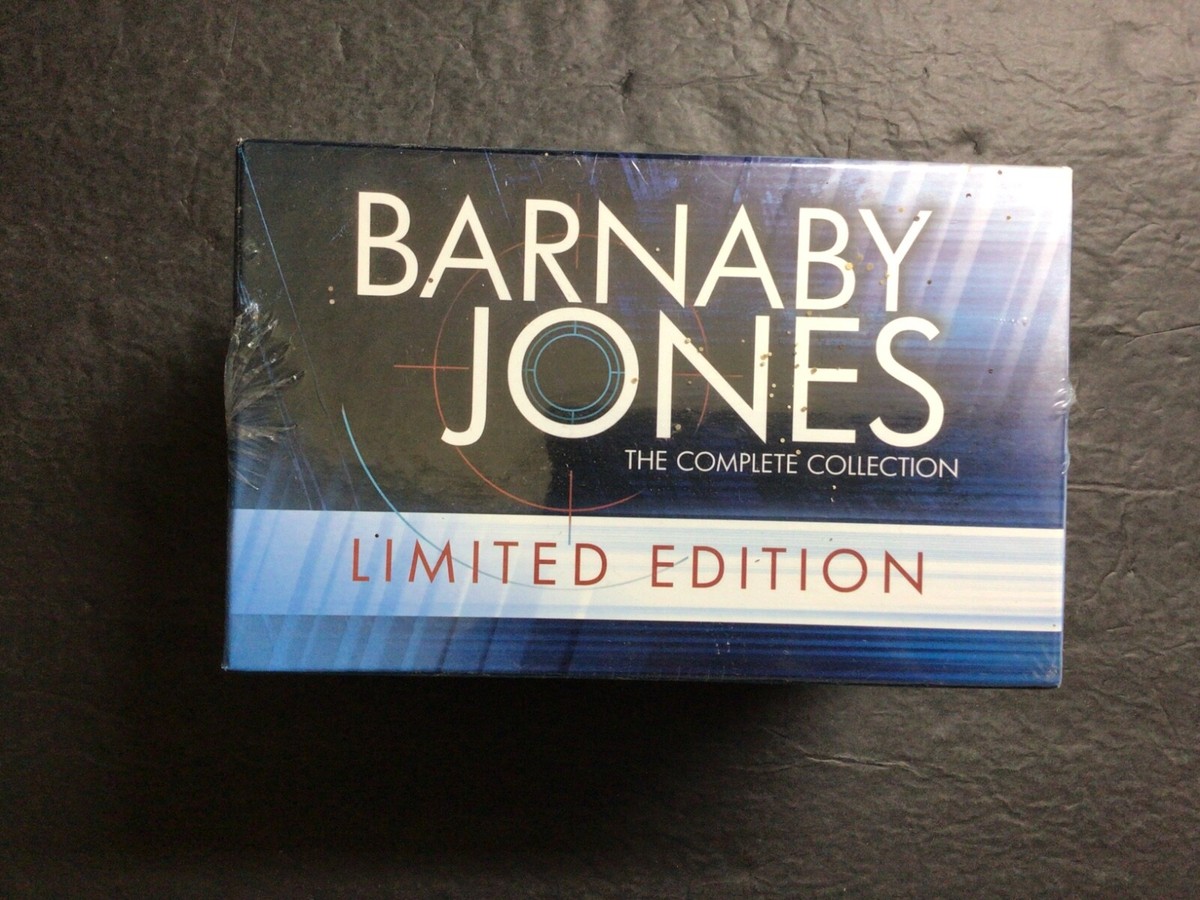 BARNABY
JONES
THE COMPLETE COLLECTION
LIMITED EDITION